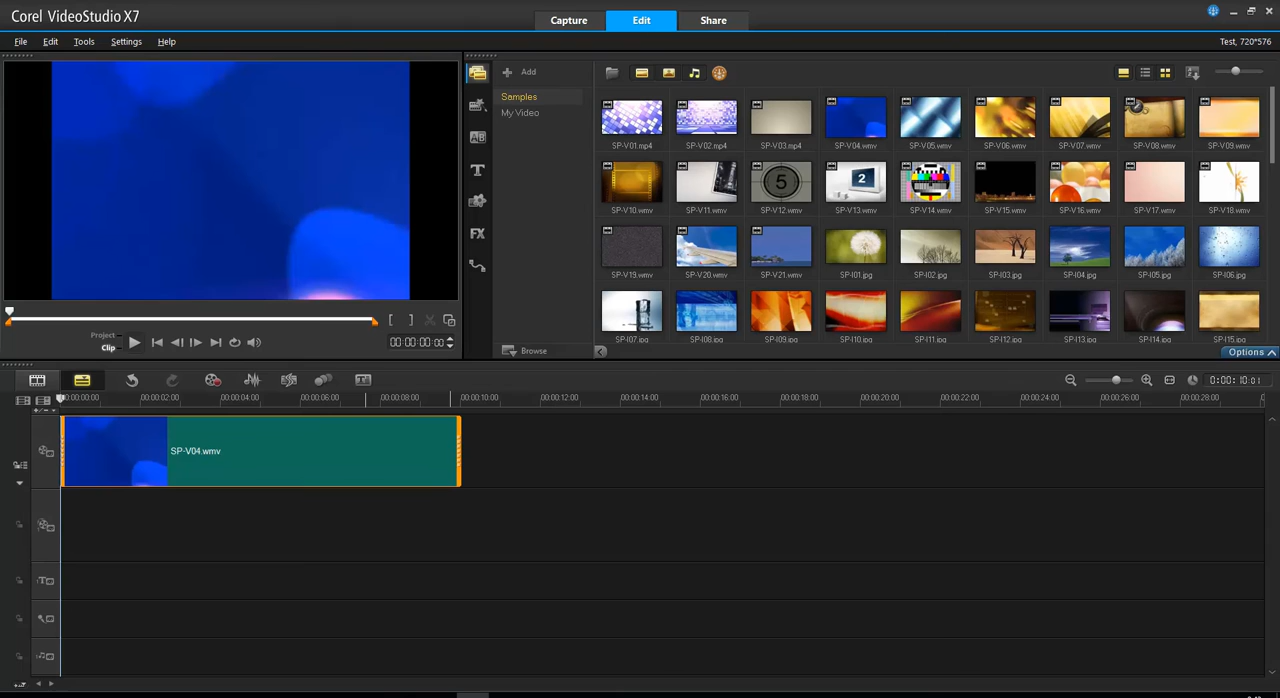 Corel VideoStudio X7
Capture
Edit
Share
File
Edit
Tools
Settings
Help
Test, 720*576
Add
Samples
My Video
SP-V01.mp4
SP-V02.mp4
SP-V03.mp4
SP-V04.wmv
SP-V05.wmv
SP-V06.wmv
SP-V07.wmv
SP-V08.wmv
SP-V09.wmv
5
2
SP-V10.wmv
SP-V11.wmv
SP-V12.wmv
SP-V13.wmv
SP-V14.wmv
SP-V15.wmv
SP-V16.wmv
SP-V17.wmv
SP-V18.wmv
SP-V19.wmv
SP-V20.wmv
SP-V21.wmv
SP-I01.jpg
SP-I02.jpg
SP-I03.jpg
SP-I04.jpg
SP-I05.jpg
SP-I06.jpg
SP-I07.jpg
SP-I08.jpg
SP-I09.jpg
SP-I10.jpg
SP-I11.jpg
SP-I12.jpg
SP-I13.jpg
SP-I14.jpg
SP-I15.jpg
AB
T
FX
Browse
Options
Project
Clip
00:00:00:00
0:00:10:01
00:00:02:00
00:00:04:00
00:00:06:00
00:00:08:00
00:00:10:00
00:00:12:00
00:00:14:00
00:00:16:00
00:00:18:00
00:00:20:00
00:00:22:00
00:00:24:00
00:00:26:00
00:00:28:00
SP-V04.wmv